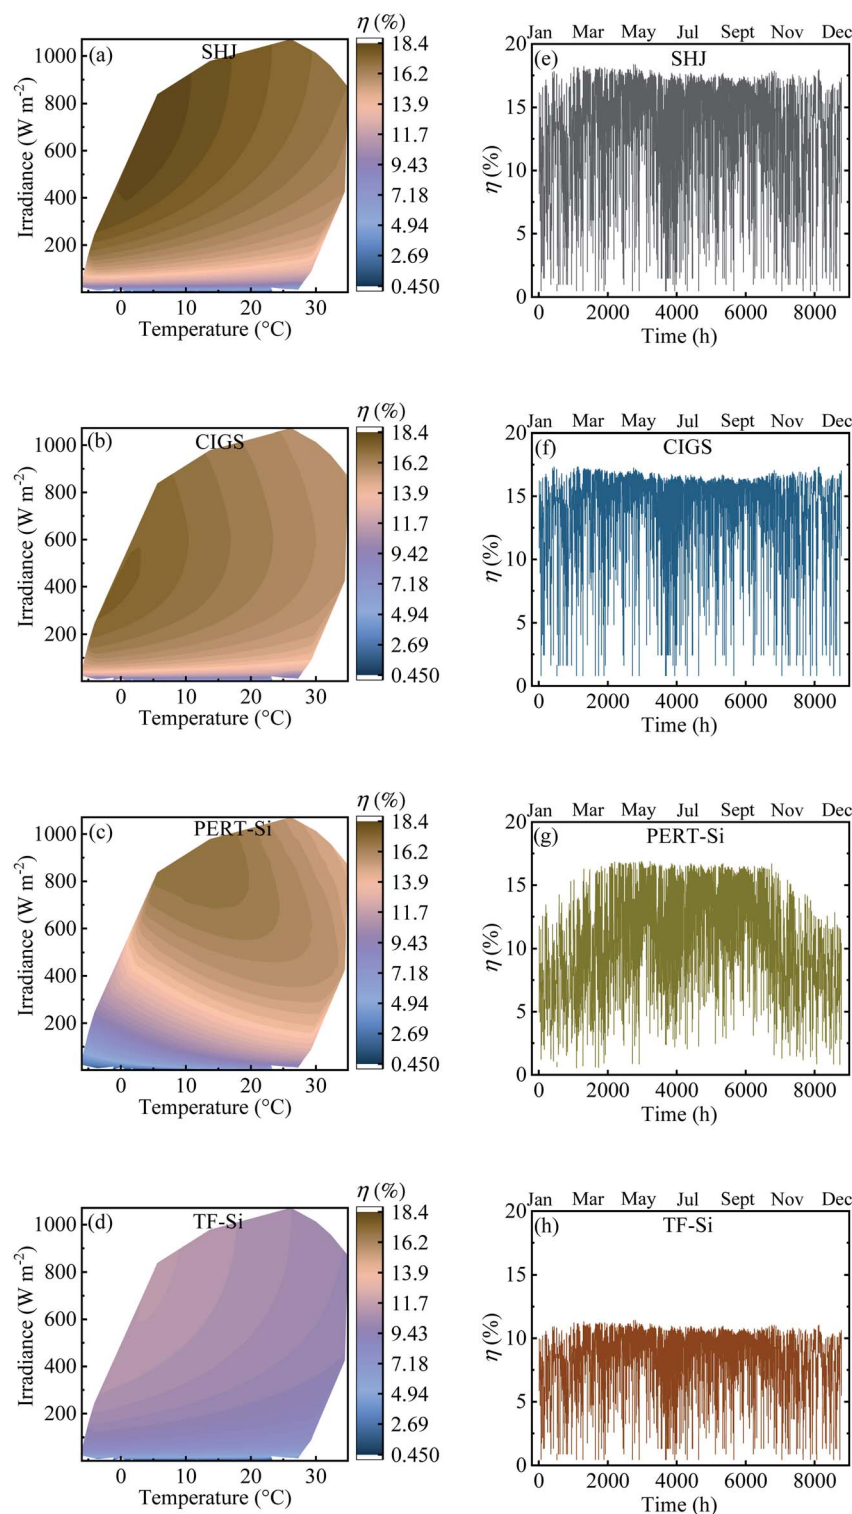 (a)
SHJ
η (%)
18.4
16.2
13.9
11.7
9.43
7.18
4.94
2.69
0.450
1000
800
600
400
200
Irradiance (W m-2)
0 10 20 30
Temperature (°C)
Jan Mar May Jul Sept Nov Dec
(e)
SHJ
20
15
10
5
0
η (%)
0 2000 4000 6000 8000
Time (h)
(b)
CIGS
η (%)
18.4
16.2
13.9
11.7
9.42
7.18
4.94
2.69
0.450
1000
800
600
400
200
Irradiance (W m-2)
0 10 20 30
Temperature (°C)
Jan Mar May Jul Sept Nov Dec
(f)
CIGS
20
15
10
5
0
η (%)
0 2000 4000 6000 8000
Time (h)
(c)
PERT-Si
η (%)
18.4
16.2
13.9
11.7
9.43
7.18
4.94
2.69
0.450
1000
800
600
400
200
Irradiance (W m-2)
0 10 20 30
Temperature (°C)
Jan Mar May Jul Sept Nov Dec
(g)
PERT-Si
20
15
10
5
0
η (%)
0 2000 4000 6000 8000
Time (h)
(d)
TF-Si
η (%)
18.4
16.2
13.9
11.7
9.43
7.18
4.94
2.69
0.450
1000
800
600
400
200
Irradiance (W m-2)
0 10 20 30
Temperature (°C)
Jan Mar May Jul Sept Nov Dec
(h)
TF-Si
20
15
10
5
0
η (%)
0 2000 4000 6000 8000
Time (h)